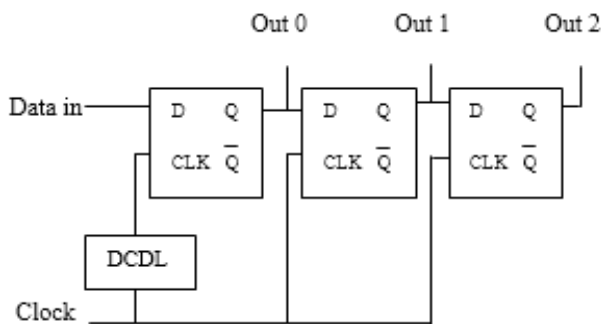 Out 0 Out 1 Out 2
Data in
D Q D Q D Q
CLK Q̅ CLK Q̅ CLK Q̅
DCDL
Clock